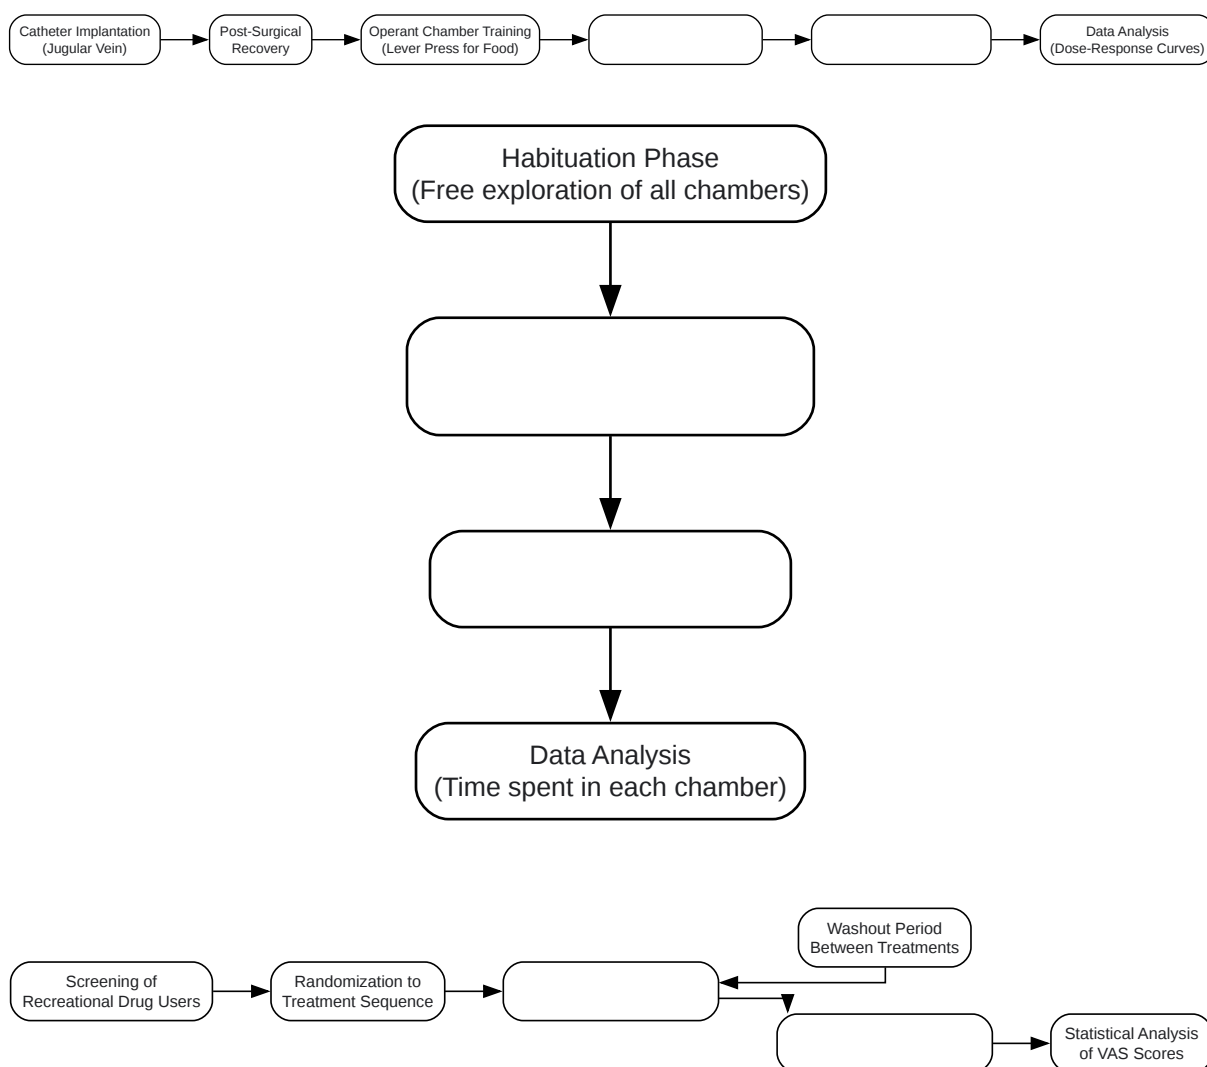 Catheter Implantation
(Jugular Vein)
Post-Surgical
Recovery
Operant Chamber Training
(Lever Press for Food)
Data Analysis
(Dose-Response Curves)
Habituation Phase
(Free exploration of all chambers)
Data Analysis
(Time spent in each chamber)
Washout Period
Between Treatments
Screening of
Recreational Drug Users
Randomization to
Treatment Sequence
Statistical Analysis
of VAS Scores